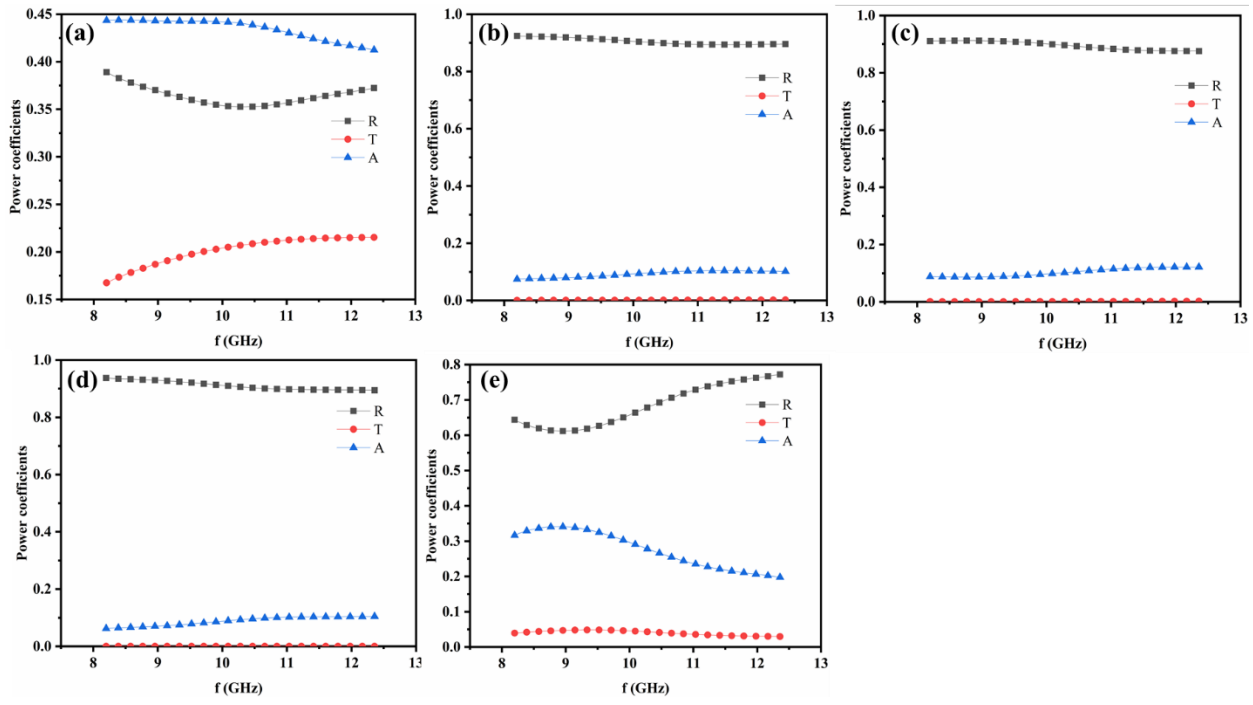 (a)
0.45
0.40
0.35
0.30
0.25
0.20
0.15
Power coefficients
R
T
A
8 9 10 11 12 13
f (GHz)
(b)
1.0
0.8
0.6
0.4
0.2
0.0
Power coefficients
R
T
A
8 9 10 11 12 13
f (GHz)
(c)
1.0
0.8
0.6
0.4
0.2
0.0
Power coefficients
R
T
A
8 9 10 11 12 13
f (GHz)
(d)
1.0
0.8
0.6
0.4
0.2
0.0
Power coefficients
R
T
A
8 9 10 11 12 13
f (GHz)
(e)
0.8
0.7
0.6
0.5
0.4
0.3
0.2
0.1
0.0
Power coefficients
R
T
A
8 9 10 11 12 13
f (GHz)